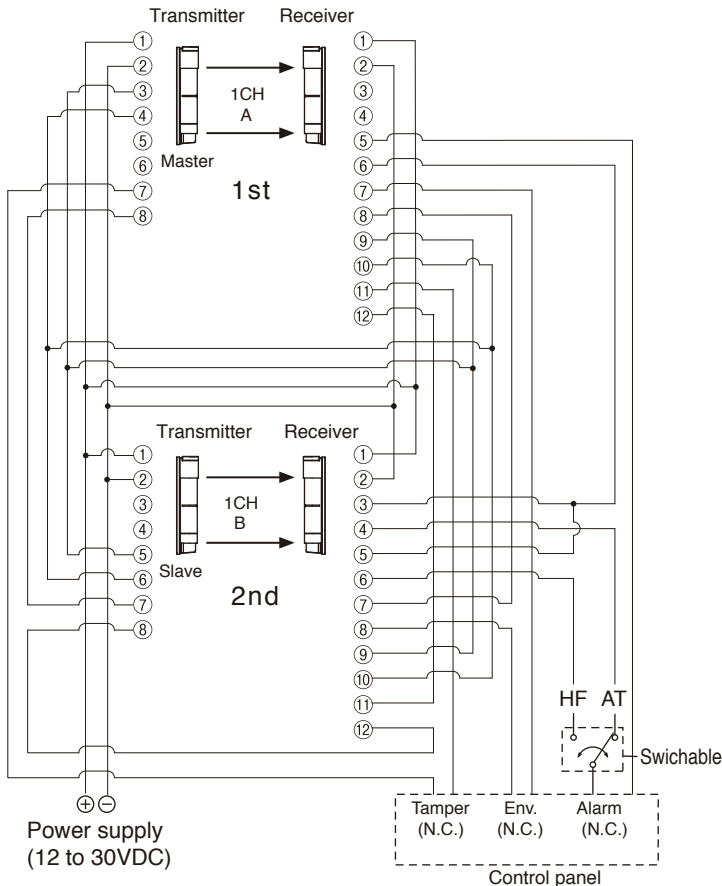 Transmitter Receiver
① ①
② ②
③ 1CH ③
④ A ④
⑤ ⑤
⑥ Master ⑥
⑦ 1st ⑦
⑧ ⑧
⑨
⑩
⑪
⑫
Transmitter Receiver
① ①
② ②
③ 1CH ③
④ B ④
⑤ ⑤
⑥ Slave ⑥
⑦ 2nd ⑦
⑧ ⑧
⑨
⑩
⑪
⑫
HF AT
Swichable
⊕ ⊖
Power supply
(12 to 30VDC)
Tamper Env. Alarm
(N.C.) (N.C.) (N.C.)
Control panel